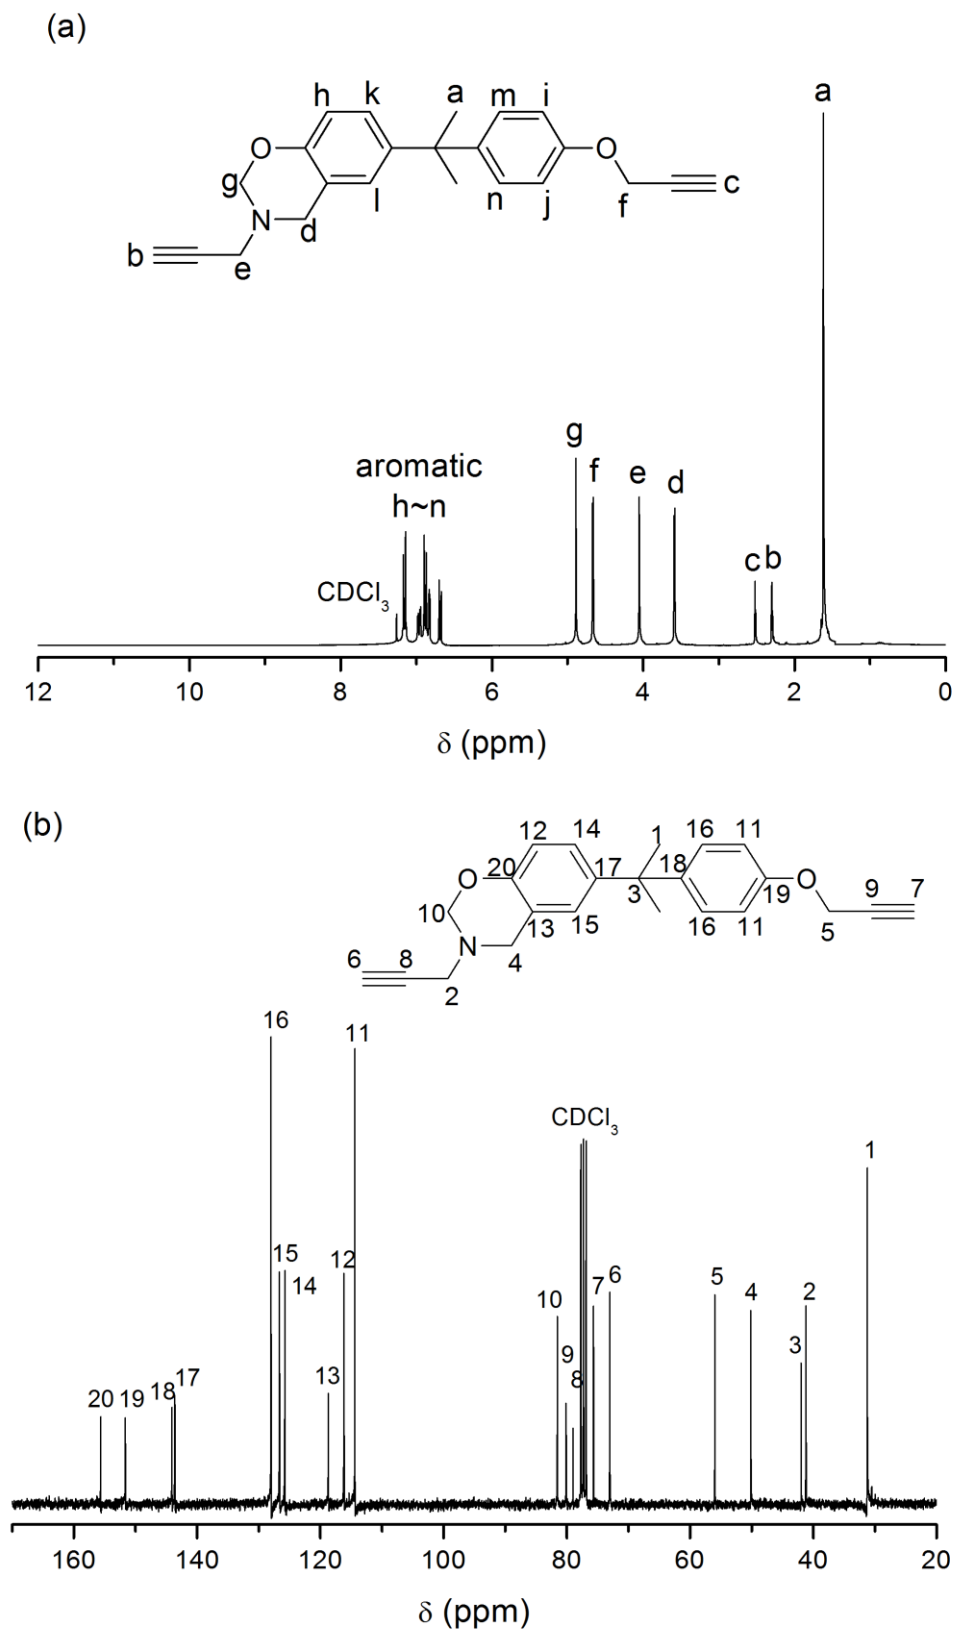 (a)
h k a m i
O O
g l n j c
N d f
b e
a
g
aromatic f e d
h~n
CDCl3 c b
12 10 8 6 4 2 0
δ (ppm)
(b)
12 14 1 16 11
20 17 18 9 7
O O
10 3 19
13 15 16 11 5
6 8 N 4
2
16 11
CDCl3
1
15 12
14 10 7 6 5 4 2
9 3
20 19 18 17 13 8
160 140 120 100 80 60 40 20
δ (ppm)